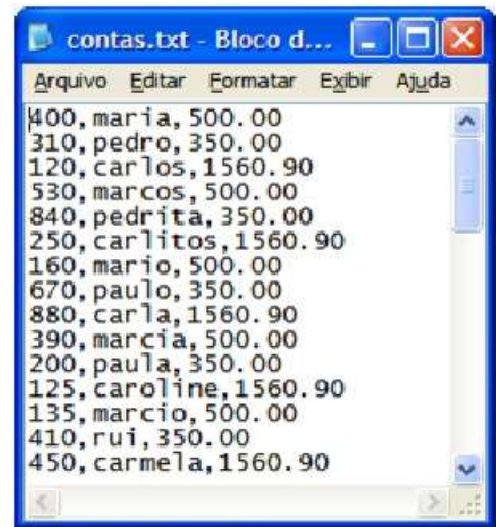 contas.txt - Bloco d...
Arquivo Editar Formatar Exibir Ajuda
400,maria,500.00
310,pedro,350.00
120,carlos,1560.90
530,marcos,500.00
840,pedrita,350.00
250,carlitos,1560.90
160,mario,500.00
670,paulo,350.00
880,carla,1560.90
390,marcia,500.00
200,paula,350.00
125,caroline,1560.90
135,marcio,500.00
410,rui,350.00
450,carmela,1560.90